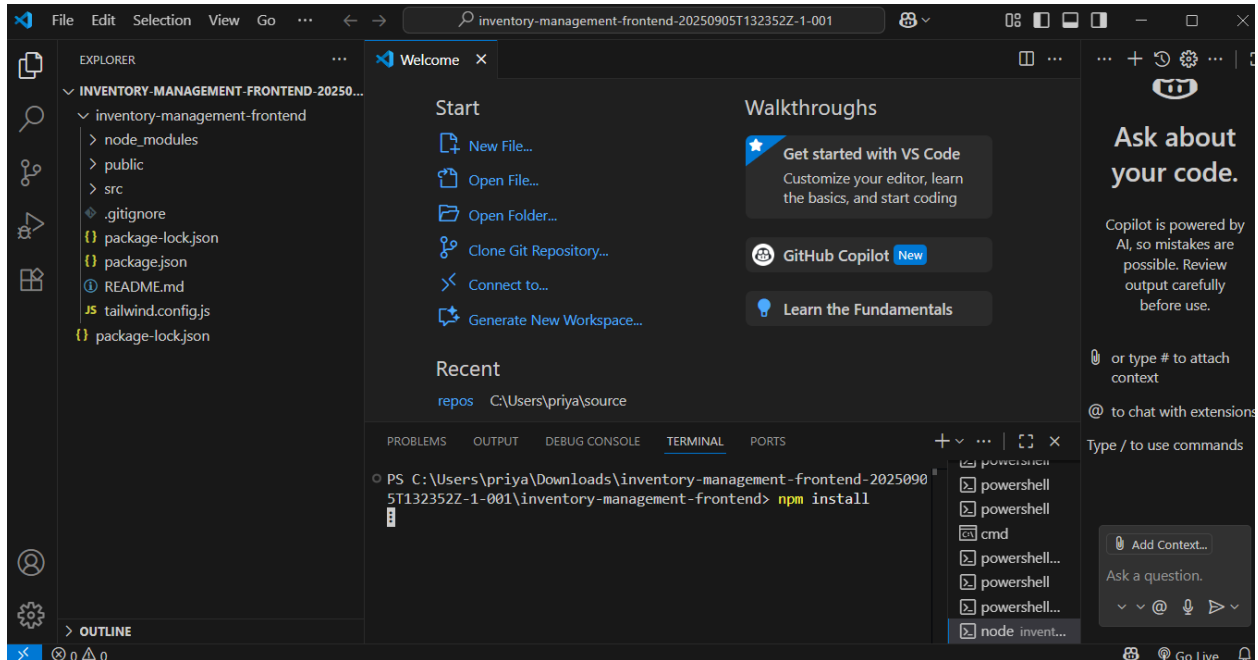 File Edit Selection View Go ··· inventory-management-frontend-20250905T132352Z-1-001
EXPLORER
INVENTORY-MANAGEMENT-FRONTEND-20250...
inventory-management-frontend
node_modules
public
src
.gitignore
{} package-lock.json
{} package.json
README.md
JS tailwind.config.js
{} package-lock.json
OUTLINE
Welcome
Start
New File...
Open File...
Open Folder...
Clone Git Repository...
Connect to...
Generate New Workspace...
Recent
repos C:\Users\priya\source
Walkthroughs
Get started with VS Code
Customize your editor, learn
the basics, and start coding
GitHub Copilot New
Learn the Fundamentals
PROBLEMS OUTPUT DEBUG CONSOLE TERMINAL PORTS
PS C:\Users\priya\Downloads\inventory-management-frontend-2025090
5T132352Z-1-001\inventory-management-frontend> npm install
powershell
powershell
powershell
cmd
powershell...
powershell
powershell...
node invent...
Ask about
your code.
Copilot is powered by
AI, so mistakes are
possible. Review
output carefully
before use.
or type # to attach
context
@ to chat with extensions
Type / to use commands
Add Context...
Ask a question.
@
0 0
Go Live